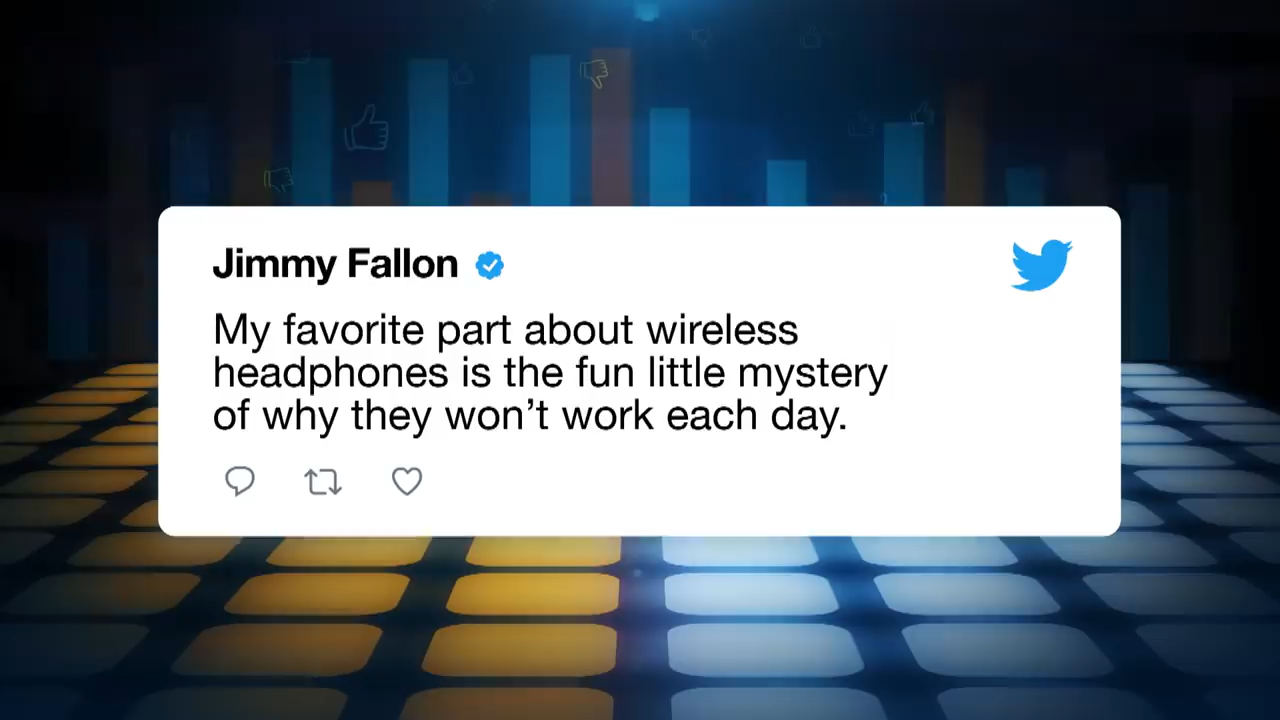 Jimmy Fallon
My favorite part about wireless
headphones is the fun little mystery
of why they won’t work each day.